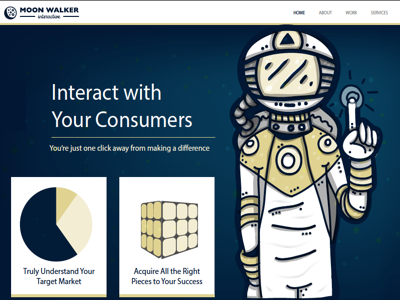 MOON WALKER
interactive
HOME ABOUT WORK SERVICES
Interact with
Your Consumers
You're just one click away from making a difference
Truly Understand Your
Target Market
Acquire All the Right
Pieces to Your Success